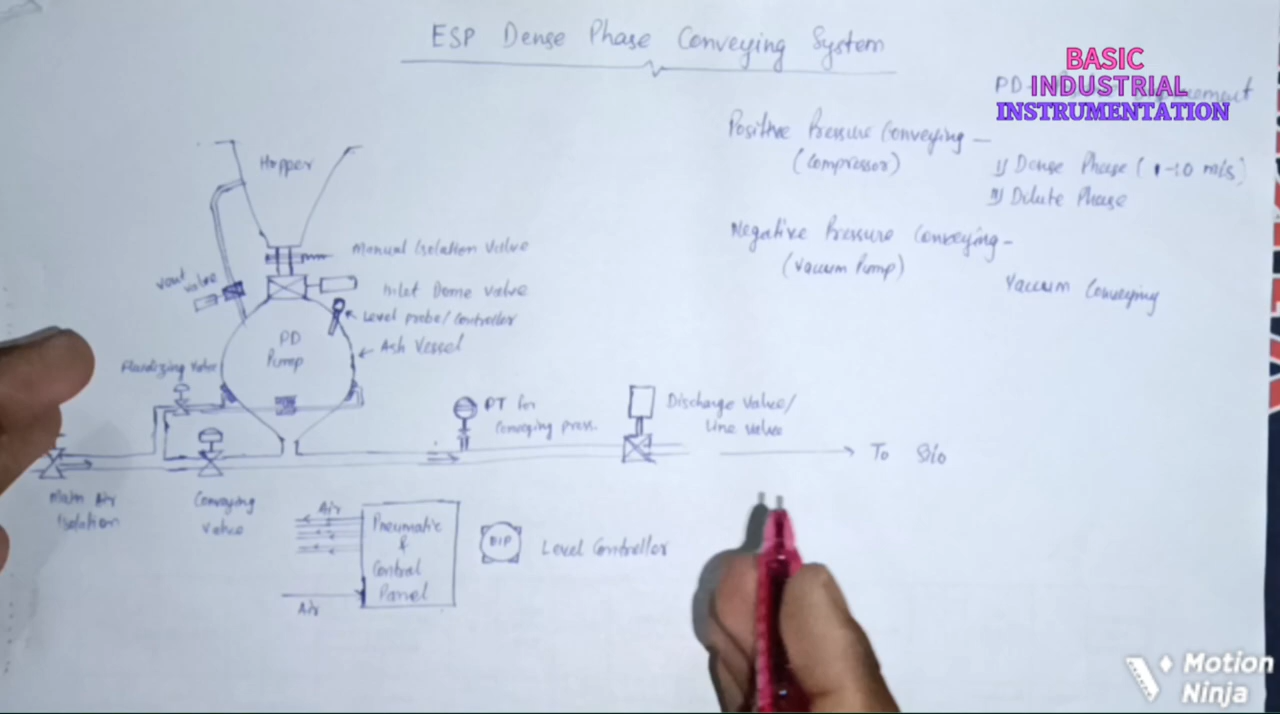 ESP Dense Phase Conveying System
BASIC
INDUSTRIAL
INSTRUMENTATION
PD
Positive Pressure Conveying -
(Compressor)
1) Dense Phase ( 1-10 m/s)
11) Dilute Phase
Negative Pressure Conveying -
(Vacuum Pump)
Vacuum Conveying
Hopper
Manual Isolation Valve
Vent
Valve
Inlet Dome Valve
Level probe/Controller
PD
Pump
Ash Vessel
PT for
Conveying press.
Discharge Valve/
Line Valve
To Silo
Main Air
Isolation
Conveying
Valve
Air
Pneumatic
&
Control
Panel
Air
Level Controller
Motion
Ninja